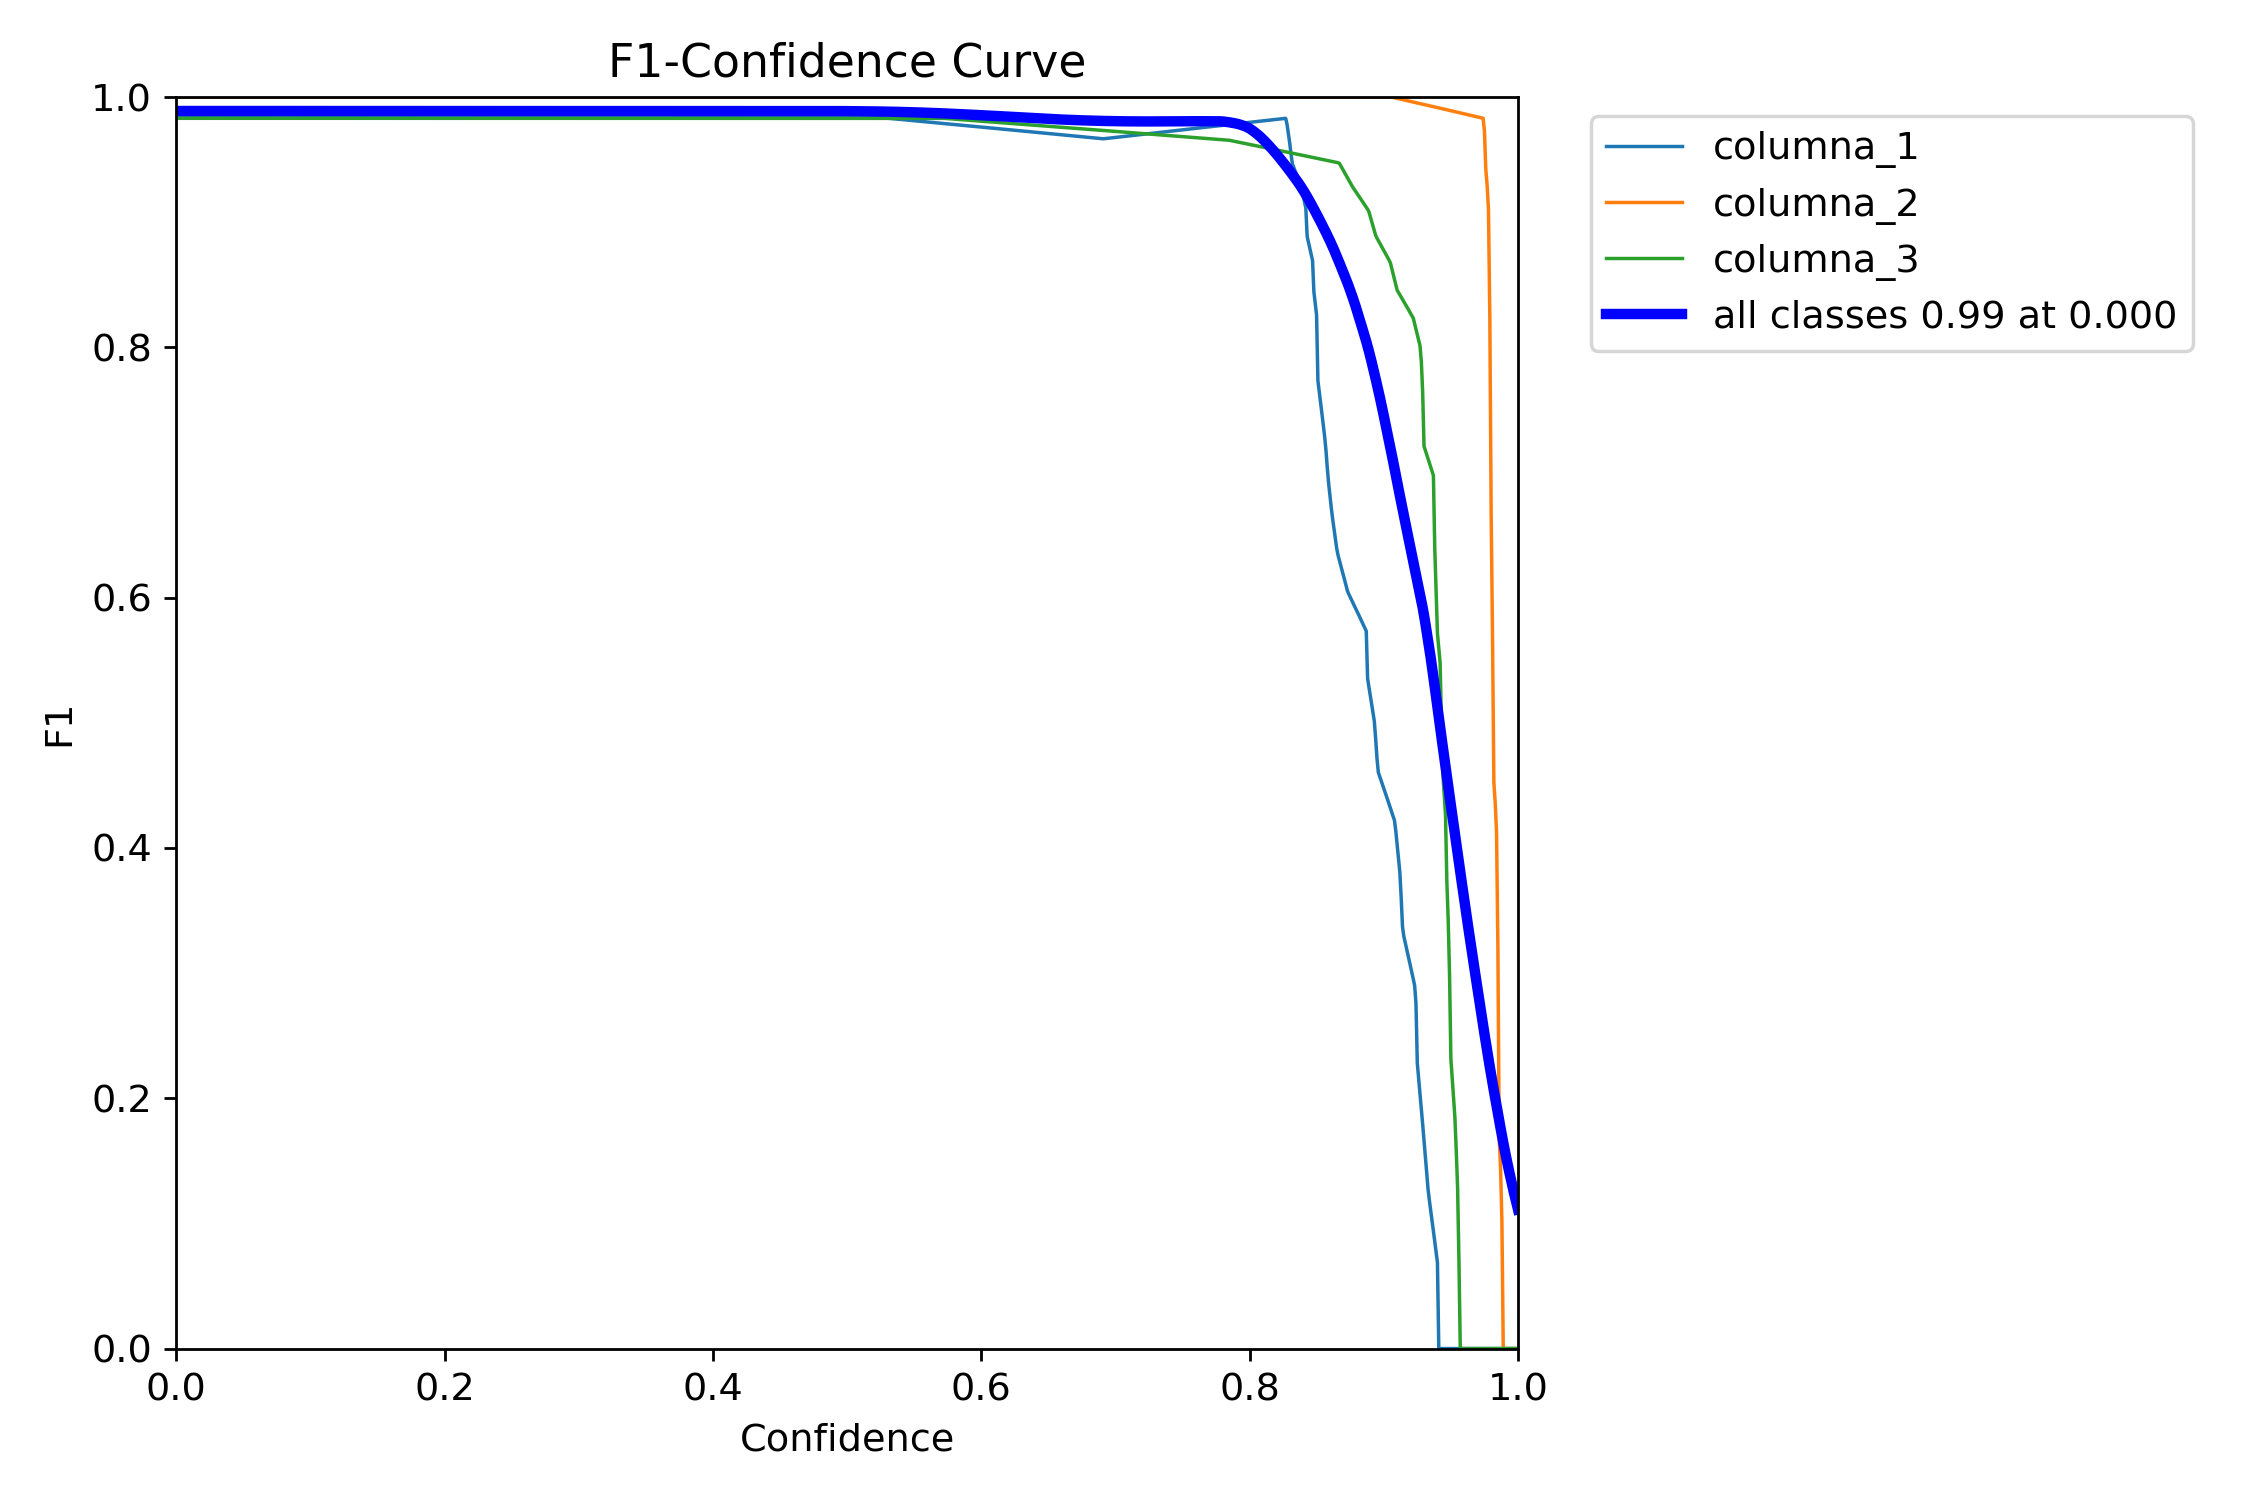 F1-Confidence Curve
1.0
0.8
0.6
0.4
0.2
0.0
F1
0.0 0.2 0.4 0.6 0.8 1.0
Confidence
columna_1
columna_2
columna_3
all classes 0.99 at 0.000